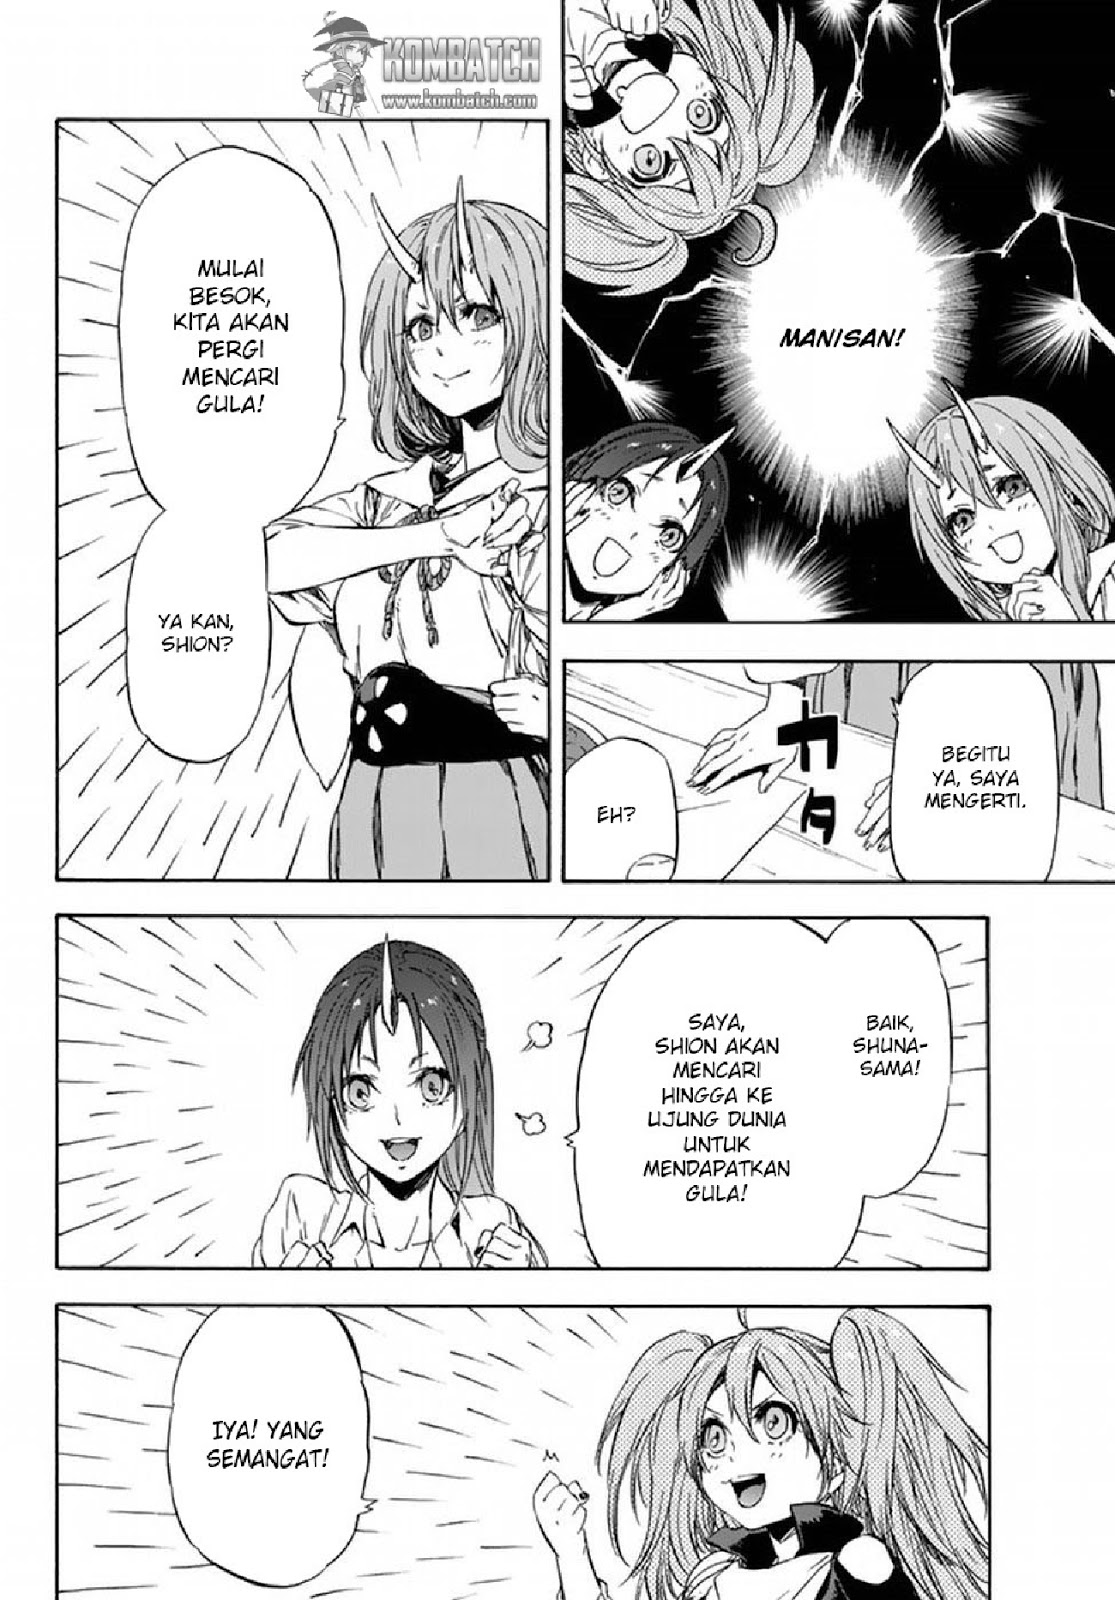 KOMBATCH
www.kombatch.com
MANISAN!
BEGITU
YA, SAYA
MENGERTI.
カタ
EH?
MULAI
BESOK,
KITA AKAN
PERGI
MENCARI
GULA!
YA KAN,
SHION?
BAIK,
SHUNA-
SAMA!
SAYA,
SHION AKAN
MENCARI
HINGGA KE
UJUNG DUNIA
UNTUK
MENDAPATKAN
GULA!
IYA! YANG
SEMANGAT!